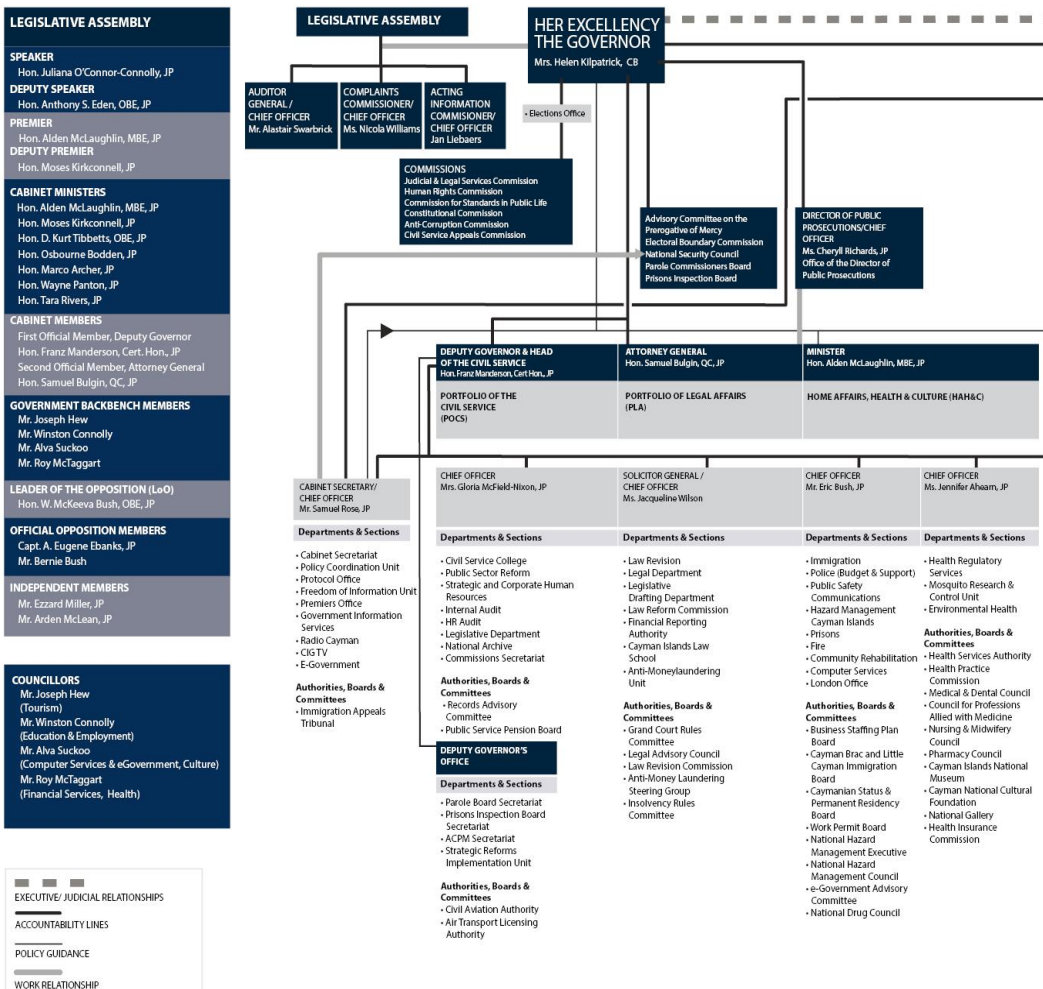 LEGISLATIVE ASSEMBLY
SPEAKER
Hon. Juliana O'Connor-Connolly, JP
DEPUTY SPEAKER
Hon. Anthony S. Eden, OBE, JP
PREMIER
Hon. Alden McLaughlin, MBE, JP
DEPUTY PREMIER
Hon. Moses Kirkconnell, JP
CABINET MINISTERS
Hon. Alden McLaughlin, MBE, JP
Hon. Moses Kirkconnell, JP
Hon. D. Kurt Tibbetts, OBE, JP
Hon. Osbourne Bodden, JP
Hon. Marco Archer, JP
Hon. Wayne Panton, JP
Hon. Tara Rivers, JP
CABINET MEMBERS
First Official Member, Deputy Governor
Hon. Franz Manderson, Cert. Hon., JP
Second Official Member, Attorney General
Hon. Samuel Bulgin, QC, JP
GOVERNMENT BACKBENCH MEMBERS
Mr. Joseph Hew
Mr. Winston Connolly
Mr. Alva Suckoo
Mr. Roy McTaggart
LEADER OF THE OPPOSITION (LoO)
Hon. W. McKeeva Bush, OBE, JP
OFFICIAL OPPOSITION MEMBERS
Capt. A. Eugene Ebanks, JP
Mr. Bernie Bush
INDEPENDENT MEMBERS
Mr. Ezzard Miller, JP
Mr. Arden McLean, JP
COUNCILLORS
Mr. Joseph Hew
(Tourism)
Mr. Winston Connolly
(Education & Employment)
Mr. Alva Suckoo
(Computer Services & eGovernment, Culture)
Mr. Roy McTaggart
(Financial Services, Health)
EXECUTIVE/ JUDICIAL RELATIONSHIPS
ACCOUNTABILITY LINES
POLICY GUIDANCE
WORK RELATIONSHIP
LEGISLATIVE ASSEMBLY
HER EXCELLENCY
THE GOVERNOR
Mrs. Helen Kilpatrick, CB
AUDITOR
GENERAL /
CHIEF OFFICER
Mr. Alastair Swarbrick
COMPLAINTS
COMMISSIONER/
CHIEF OFFICER
Ms. Nicola Williams
ACTING
INFORMATION
COMMISIONER/
CHIEF OFFICER
Jan Liebaers
• Elections Office
COMMISSIONS
Judicial & Legal Services Commission
Human Rights Commission
Commission for Standards in Public Life
Constitutional Commission
Anti-Corruption Commission
Civil Service Appeals Commission
Advisory Committee on the
Prerogative of Mercy
Electoral Boundary Commission
National Security Council
Parole Commissioners Board
Prisons Inspection Board
DIRECTOR OF PUBLIC
PROSECUTIONS/CHIEF
OFFICER
Ms. Cheryll Richards, JP
Office of the Director of
Public Prosecutions
DEPUTY GOVERNOR & HEAD
OF THE CIVIL SERVICE
Hon. Franz Manderson, Cert Hon., JP
PORTFOLIO OF THE
CIVIL SERVICE
(POCS)
ATTORNEY GENERAL
Hon. Samuel Bulgin, QC, JP
PORTFOLIO OF LEGAL AFFAIRS
(PLA)
MINISTER
Hon. Alden McLaughlin, MBE, JP
HOME AFFAIRS, HEALTH & CULTURE (HAH&C)
CABINET SECRETARY/
CHIEF OFFICER
Mr. Samuel Rose, JP
Departments & Sections
• Cabinet Secretariat
• Policy Coordination Unit
• Protocol Office
• Freedom of Information Unit
• Premiers Office
• Government Information
Services
• Radio Cayman
• CIGTV
• E-Government
Authorities, Boards &
Committees
• Immigration Appeals
Tribunal
CHIEF OFFICER
Mrs. Gloria McField-Nixon, JP
Departments & Sections
• Civil Service College
• Public Sector Reform
• Strategic and Corporate Human
Resources
• Internal Audit
• HR Audit
• Legislative Department
• National Archive
• Commissions Secretariat
Authorities, Boards &
Committees
• Records Advisory
Committee
• Public Service Pension Board
DEPUTY GOVERNOR'S
OFFICE
Departments & Sections
• Parole Board Secretariat
• Prisons Inspection Board
Secretariat
• ACPM Secretariat
• Strategic Reforms
Implementation Unit
Authorities, Boards &
Committees
• Civil Aviation Authority
• Air Transport Licensing
Authority
SOLICITOR GENERAL /
CHIEF OFFICER
Ms. Jacqueline Wilson
Departments & Sections
• Law Revision
• Legal Department
• Legislative
Drafting Department
• Law Reform Commission
• Financial Reporting
Authority
• Cayman Islands Law
School
• Anti-Moneylaundering
Unit
Authorities, Boards &
Committees
• Grand Court Rules
Committee
• Legal Advisory Council
• Law Revision Commission
• Anti-Money Laundering
Steering Group
• Insolvency Rules
Committee
CHIEF OFFICER
Mr. Eric Bush, JP
Departments & Sections
• Immigration
• Police (Budget & Support)
• Public Safety
Communications
• Hazard Management
Cayman Islands
• Prisons
• Fire
• Community Rehabilitation
• Computer Services
• London Office
Authorities, Boards &
Committees
• Business Staffing Plan
Board
• Cayman Brac and Little
Cayman Immigration
Board
• Caymanian Status &
Permanent Residency
Board
• Work Permit Board
• National Hazard
Management Executive
• National Hazard
Management Council
• e-Government Advisory
Committee
• National Drug Council
CHIEF OFFICER
Ms. Jennifer Ahearn, JP
Departments & Sections
• Health Regulatory
Services
• Mosquito Research &
Control Unit
• Environmental Health
Authorities, Boards &
Committees
• Health Services Authority
• Health Practice
Commission
• Medical & Dental Council
• Council for Professions
Allied with Medicine
• Nursing & Midwifery
Council
• Pharmacy Council
• Cayman Islands National
Museum
• Cayman National Cultural
Foundation
• National Gallery
• Health Insurance
Commission